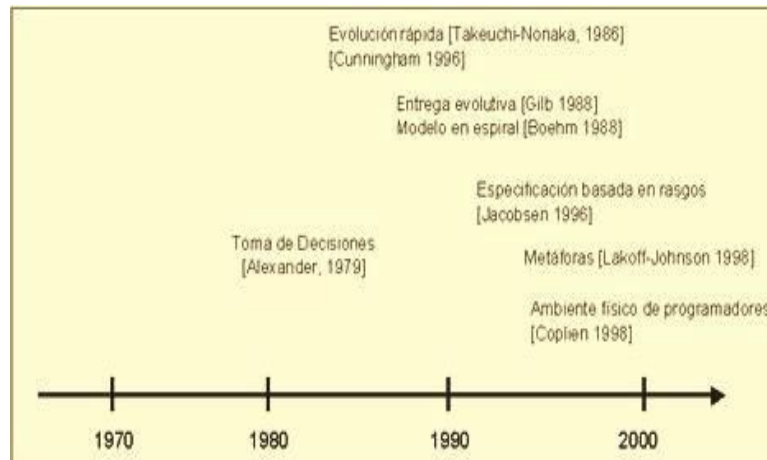 Evolución rápida [Takeuchi-Nonaka, 1986]
[Cunningham 1996]
Entrega evolutiva [Gilb 1988]
Modelo en espiral [Boehm 1988]
Especificación basada en rasgos
[Jacobsen 1996]
Toma de Decisiones
[Alexander, 1979]
Metáforas [Lakoff-Johnson 1998]
Ambiente físico de programadores
[Coplien 1998]
1970 1980 1990 2000